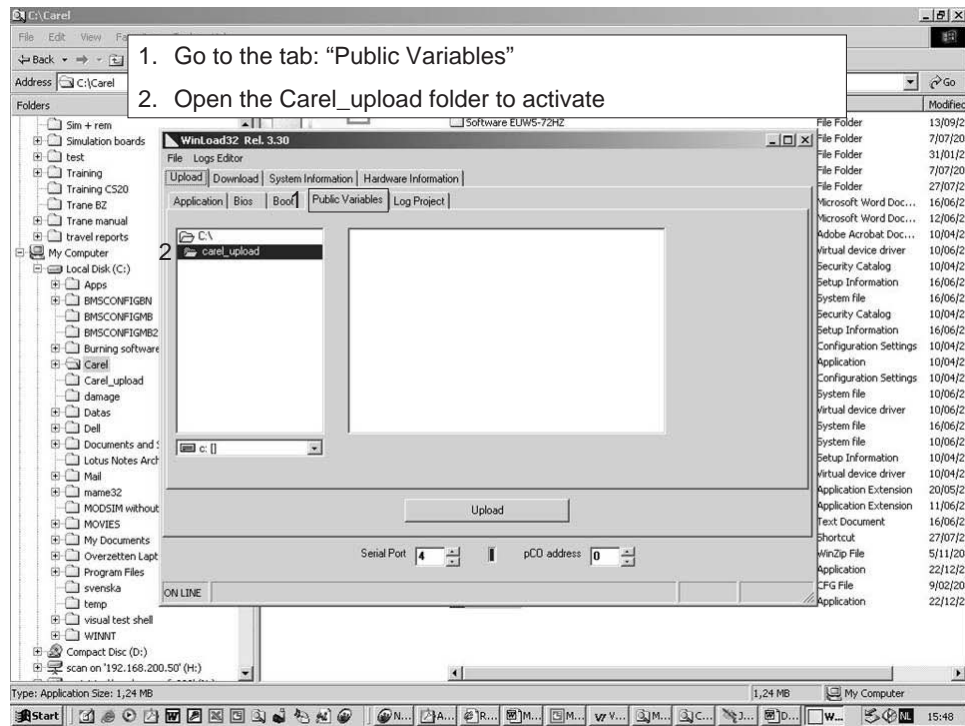 C:\Carel
File Edit View Fa
Back
Address C:\Carel Go
1. Go to the tab: “Public Variables”
2. Open the Carel_upload folder to activate
Folders
Modified
Sim + rem
Simulation boards
test
Training
Training CS20
Trane BZ
Trane manual
travel reports
My Computer
Local Disk (C:)
Apps
BMSCONFIGBN
BMSCONFIGMB
BMSCONFIGMB2
Burning software
Carel
Carel_upload
damage
Datas
Dell
Documents and S
Lotus Notes Arch
Mail
mame32
MODSIM without
MOVIES
My Documents
Overzetten Lapt
Program Files
svenska
temp
visual test shell
WINNT
Compact Disc (D:)
scan on '192.168.200.50' (H:)
Software EUW5-72HZ
WinLoad32 Rel. 3.30
File Logs Editor
Upload Download System Information Hardware Information
Application Bios Boot 1 Public Variables Log Project
C:\
2 carel_upload
c: []
Upload
Serial Port 4 pCO address 0
ON LINE
File Folder 13/09/2
File Folder 7/07/20
File Folder 31/01/2
File Folder 7/07/20
File Folder 27/07/2
Microsoft Word Doc... 16/06/2
Microsoft Word Doc... 12/06/2
Adobe Acrobat Doc... 10/04/2
Virtual device driver 10/06/2
Security Catalog 10/04/2
Setup Information 16/06/2
System file 16/06/2
Security Catalog 10/04/2
Setup Information 16/06/2
Configuration Settings 10/04/2
Application 10/04/2
Configuration Settings 10/04/2
System file 10/06/2
Virtual device driver 10/06/2
System file 16/06/2
System file 10/06/2
Setup Information 10/04/2
Virtual device driver 10/04/2
Application Extension 20/05/2
Application Extension 11/06/2
Text Document 16/06/2
Shortcut 27/07/2
WinZip File 5/11/20
Application 22/12/2
CFG File 9/02/20
Application 22/12/2
Type: Application Size: 1,24 MB 1,24 MB My Computer
Start N... A... R... M... M... V... M... C... J... D... W... NL 15:48